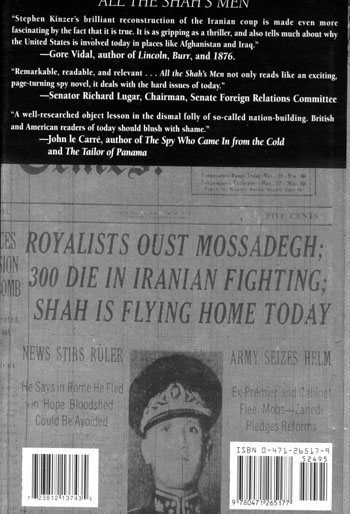 ALL THE SHAH'S MEN
"Stephen Kinzer's brilliant reconstruction of the Iranian coup is made even more
fascinating by the fact that it is true. It is as gripping as a thriller, and also tells much about why
the United States is involved today in places like Afghanistan and Iraq."
—Gore Vidal, author of Lincoln, Burr, and 1876.
"Remarkable, readable, and relevant . . . All the Shah's Men not only reads like an exciting,
page-turning spy novel, it deals with the hard issues of today."
—Senator Richard Lugar, Chairman, Senate Foreign Relations Committee
"A well-researched object lesson in the dismal folly of so-called nation-building. British
and American readers of today should blush with shame."
—John le Carré, author of The Spy Who Came In from the Cold
and The Tailor of Panama
Times.
FIVE CENTS
ROYALISTS OUST MOSSADEGH;
300 DIE IN IRANIAN FIGHTING;
SHAH IS FLYING HOME TODAY
NEWS STIRS RULER
He Says in Rome He Fled
in Hope Bloodshed
Could Be Avoided
ARMY SEIZES HELM
Ex-Premier and Cabinet
Flee Mobs—Zahedi
Pledges Reforms
ISBN 0-471-26517-9
52495
7 23812 13743 6
9 780471 265177